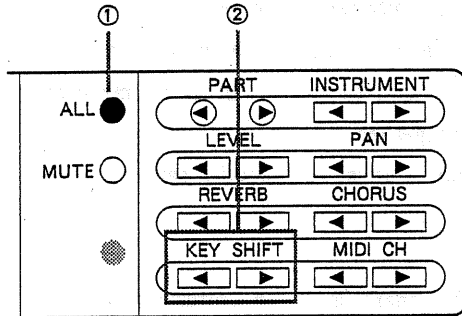 ① ②
PART INSTRUMENT
ALL
LEVEL PAN
MUTE
REVERB CHORUS
KEY SHIFT MIDI CH